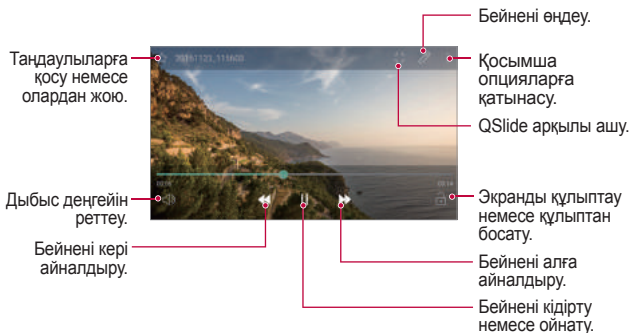 Бейнені өңдеу.
Таңдаулыларға
қосу немесе
олардан жою.
20161123_111600
Қосымша
опцияларға
қатынасу.
QSlide арқылы ашу.
Дыбыс деңгейін
реттеу.
Экранды құлыптау
немесе құлыптан
босату.
Бейнені кері
айналдыру.
Бейнені алға
айналдыру.
Бейнені кідірту
немесе ойнату.